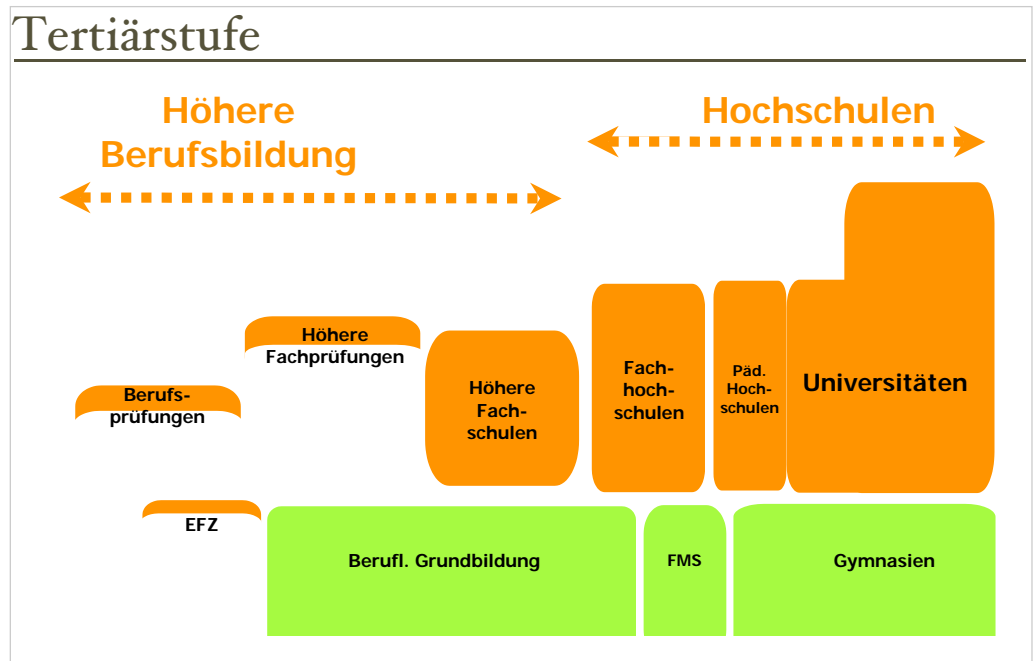 Tertiärstufe
Höhere
Berufsbildung
Hochschulen
Höhere
Fachprüfungen
Berufs-
prüfungen
Höhere
Fach-
schulen
Fach-
hoch-
schulen
Päd.
Hoch-
schulen
Universitäten
EFZ
Berufl. Grundbildung
FMS
Gymnasien